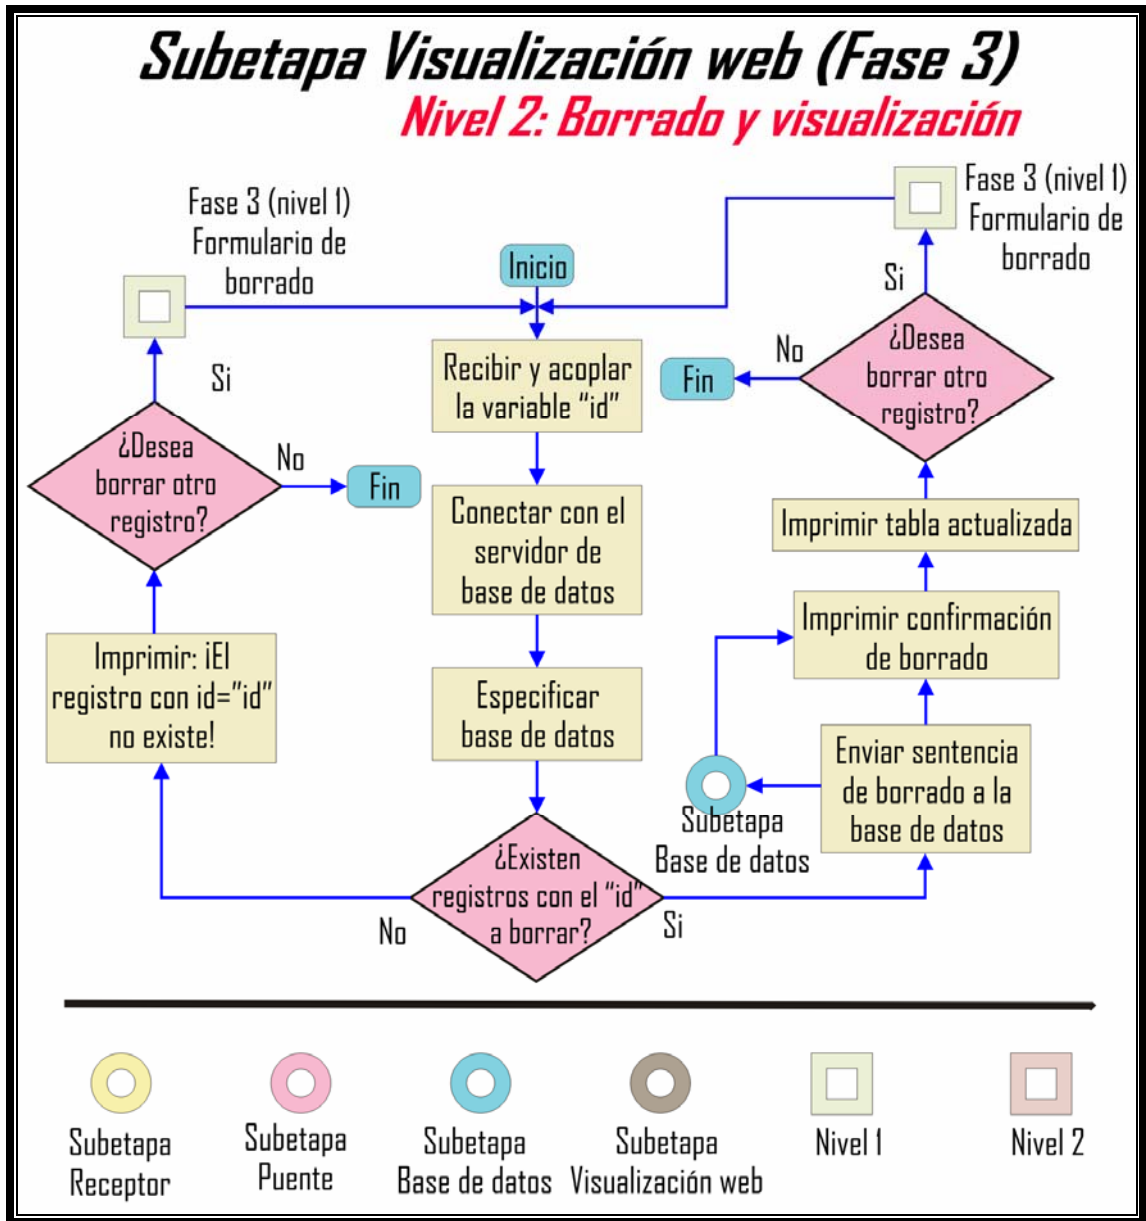 Subetapa Visualización web (Fase 3)
Nivel 2: Borrado y visualización
Fase 3 (nivel 1)
Formulario de
borrado
Inicio
Fase 3 (nivel 1)
Formulario de
borrado
Si
Si
Recibir y acoplar
la variable “id”
Fin
No
¿Desea
borrar otro
registro?
¿Desea
borrar otro
registro?
No
Fin
Conectar con el
servidor de
base de datos
Imprimir tabla actualizada
Imprimir confirmación
de borrado
Imprimir: ¡El
registro con id=”id”
no existe!
Especificar
base de datos
Enviar sentencia
de borrado a la
base de datos
Subetapa
Base de datos
¿Existen
registros con el “id”
a borrar?
No
Si
Subetapa
Receptor
Subetapa
Puente
Subetapa
Base de datos
Subetapa
Visualización web
Nivel 1
Nivel 2